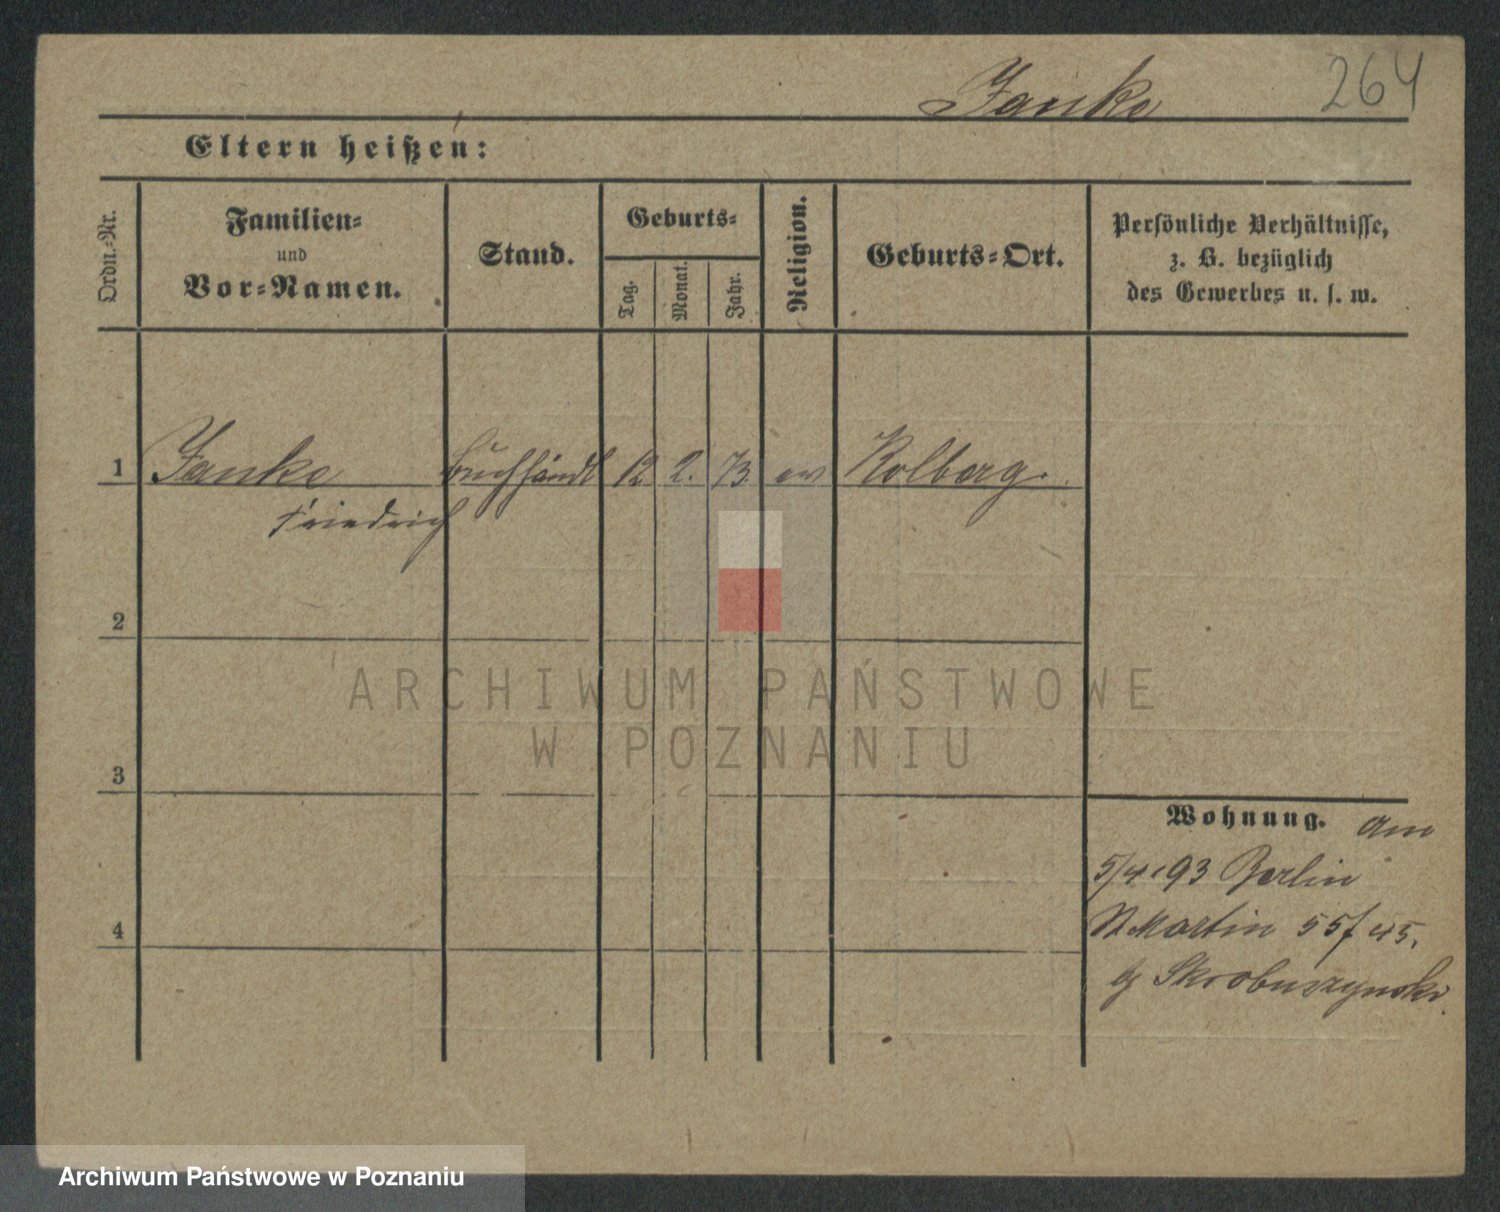 Janke
264
Eltern heißen:
Ordn.-Nr.
Familien-
und
Vor-Namen.
Stand.
Geburts-
Tag.
Monat.
Jahr.
Religion.
Geburts-Ort.
Persönliche Verhältnisse,
z. B. bezüglich
des Gewerbes u. s. w.
1 Janke Buchhändl 12 2. 73 ev Kolberg.
Friedrich
2
3
4
Wohnung. am
5/4 93 Berlin
St Martin 55
Skrobuszynski.
ARCHIWUM PAŃSTWOWE
W POZNANIU
Archiwum Państwowe w Poznaniu